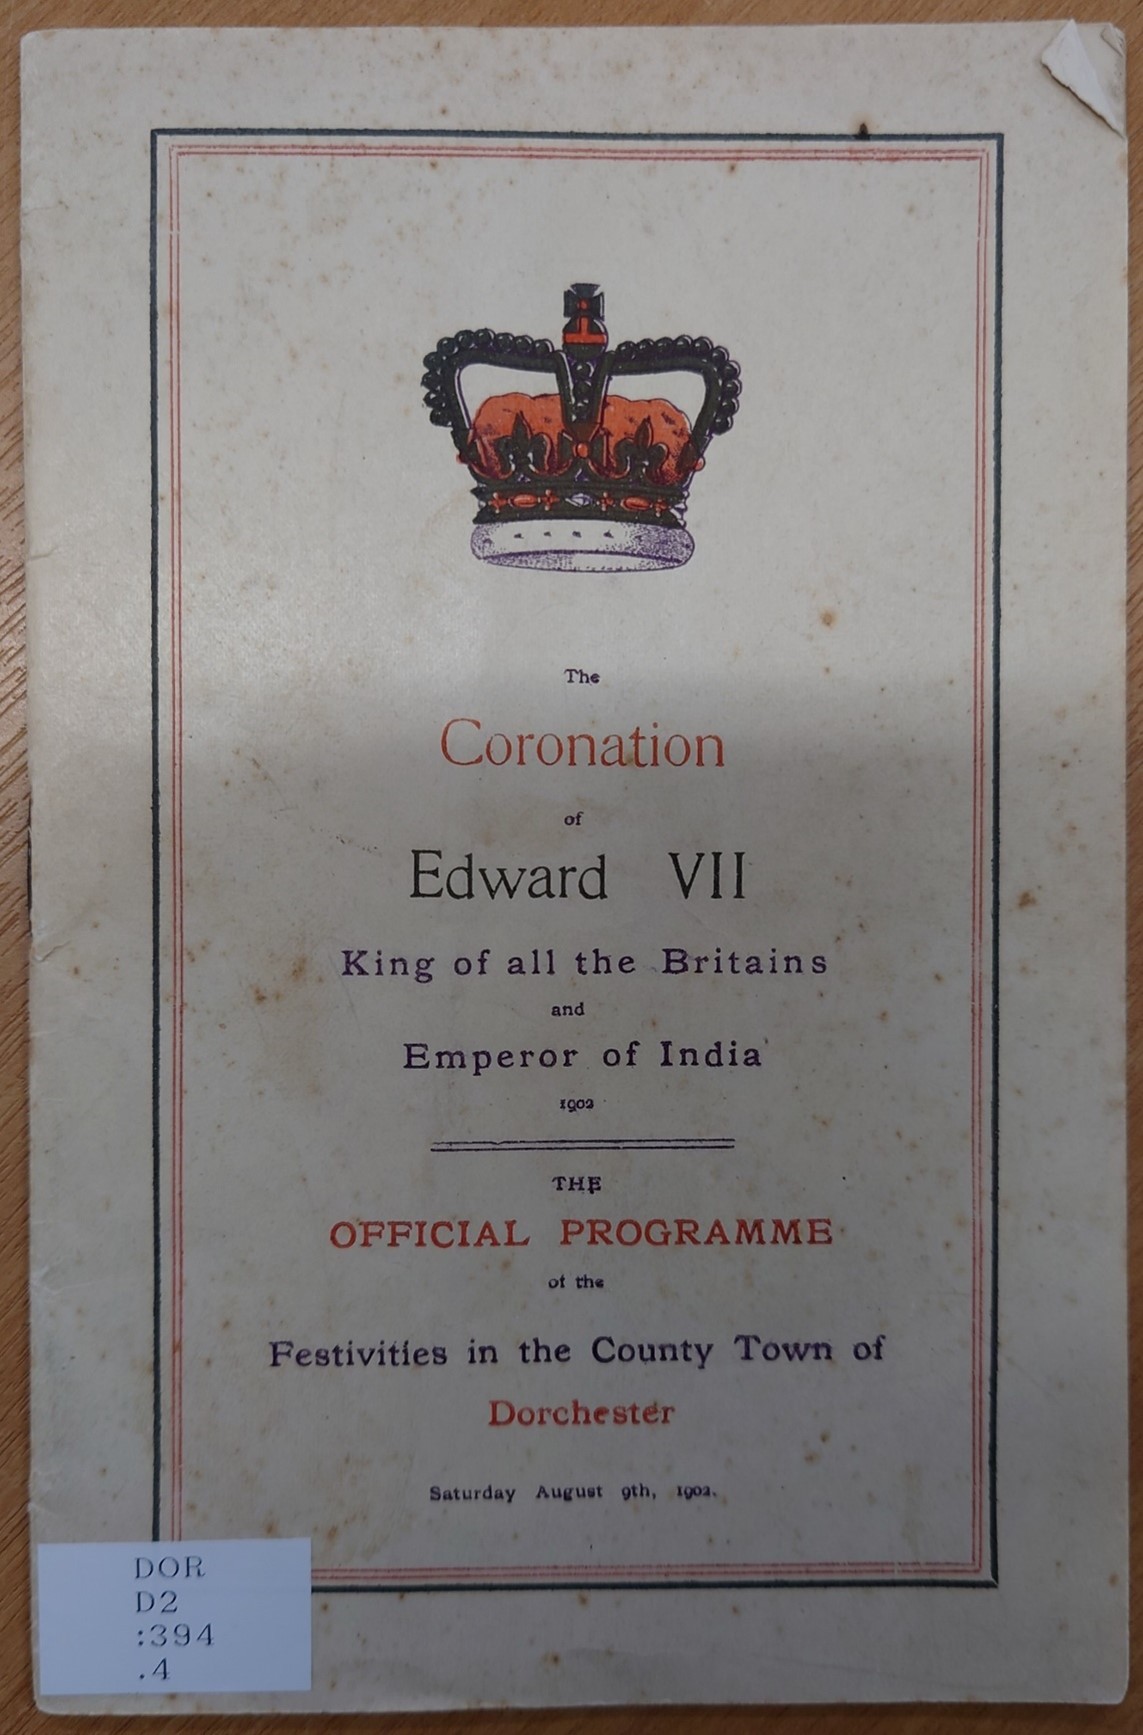 The
Coronation
of
Edward VII
King of all the Britains
and
Emperor of India
1902
THE
OFFICIAL PROGRAMME
of the
Festivities in the County Town of
Dorchester
Saturday August 9th, 1902.
DOR
D2
:394
.4